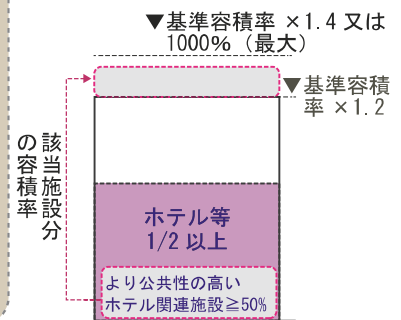 ▼基準容積率 ×1.4 又は
1000%（最大）
▼基準容積
率 ×1.2
該当施設分
の容積率
ホテル等
1/2 以上
より公共性の高い
ホテル関連施設≧50%